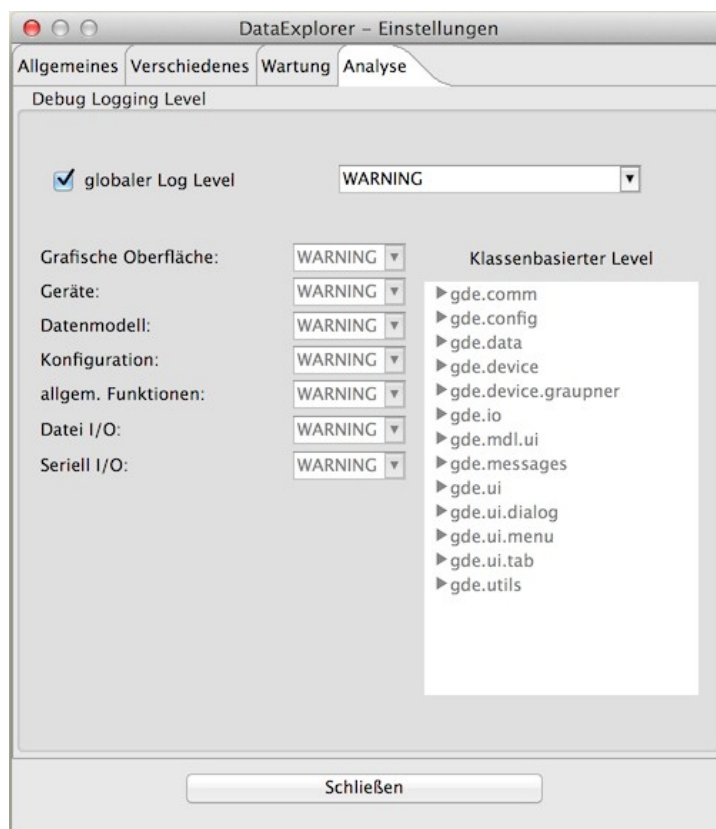 DataExplorer – Einstellungen
Allgemeines Verschiedenes Wartung Analyse
Debug Logging Level
globaler Log Level WARNING
Grafische Oberfläche: WARNING
Geräte: WARNING
Datenmodell: WARNING
Konfiguration: WARNING
allgem. Funktionen: WARNING
Datei I/O: WARNING
Seriell I/O: WARNING
Klassenbasierter Level
gde.comm
gde.config
gde.data
gde.device
gde.device.graupner
gde.io
gde.mdl.ui
gde.messages
gde.ui
gde.ui.dialog
gde.ui.menu
gde.ui.tab
gde.utils
Schließen